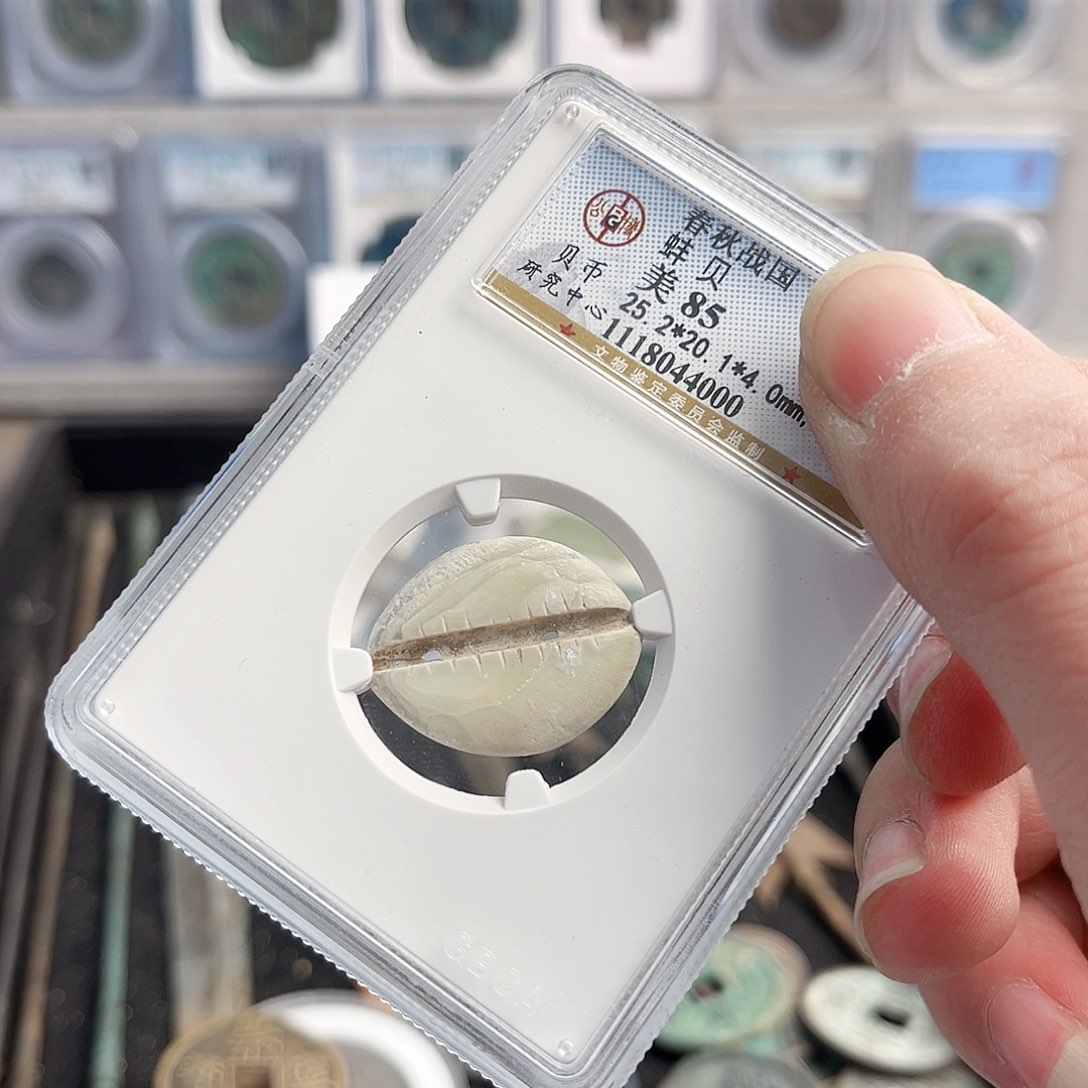 春秋战国
蚌贝
美 85
25.2*20.1*4.0mm,
1118044000
贝币
研究中心
文物鉴定委员会监制